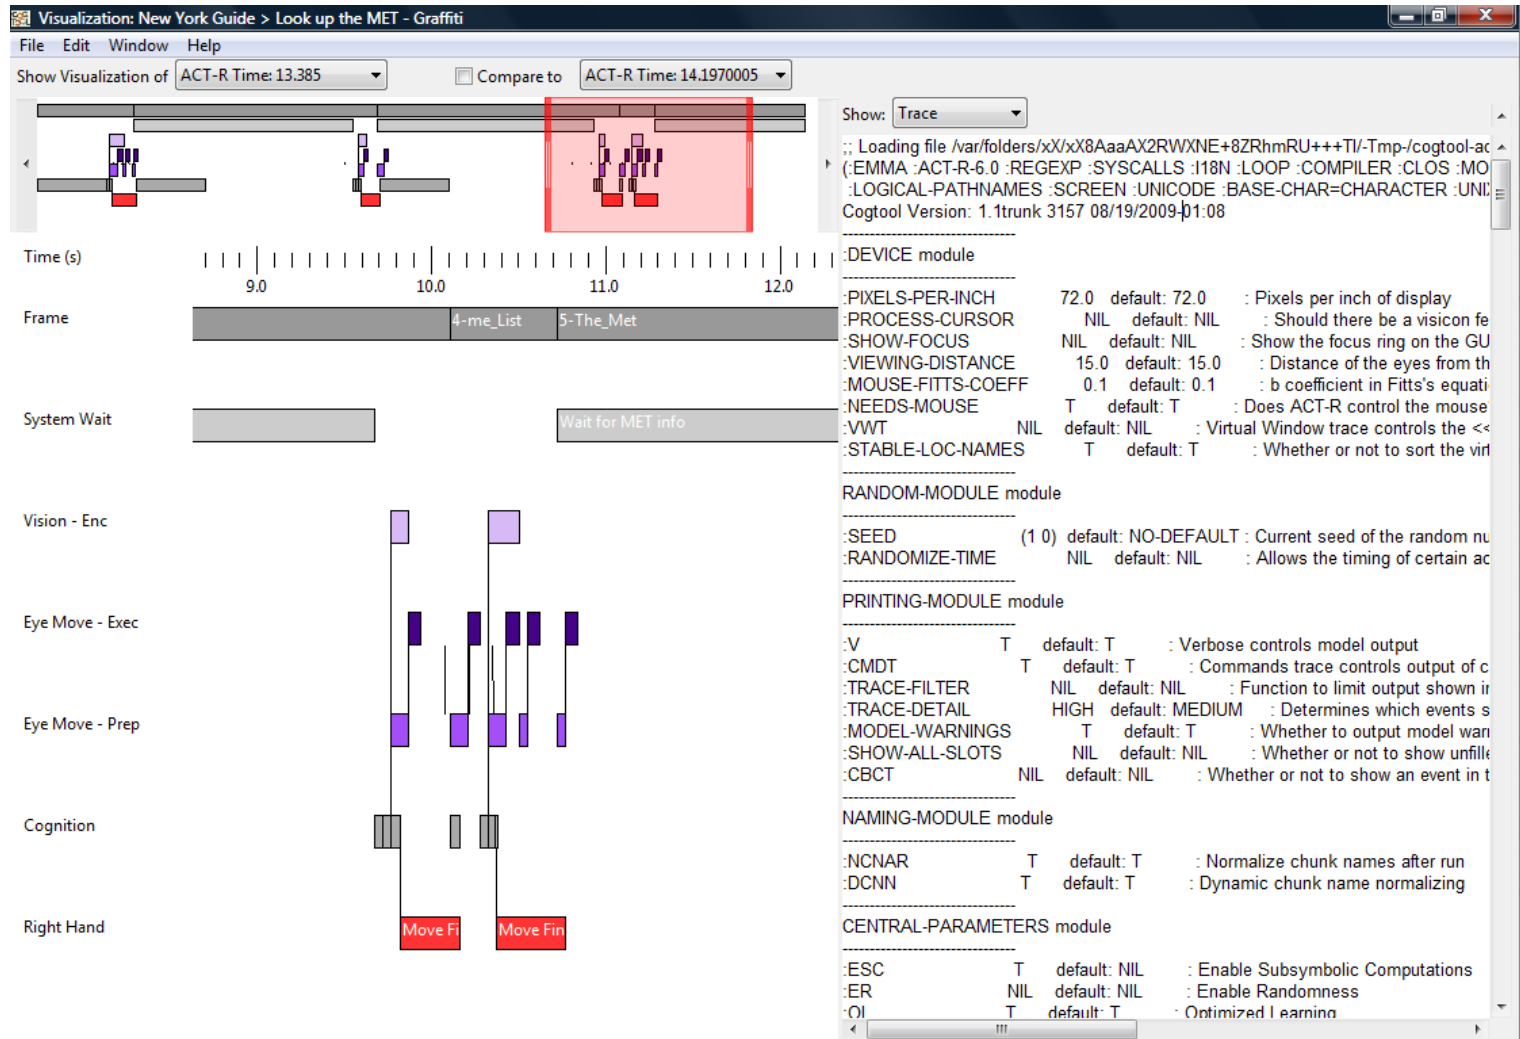 Visualization: New York Guide > Look up the MET - Graffiti
File Edit Window Help
Show Visualization of ACT-R Time: 13.385 Compare to ACT-R Time: 14.1970005
Time (s)
9.0 10.0 11.0 12.0
Frame
4-me_List 5-The_Met
System Wait
Wait for MET info
Vision - Enc
Eye Move - Exec
Eye Move - Prep
Cognition
Right Hand
Move Fi Move Fin
Show: Trace
;; Loading file /var/folders/xX/xX8AaaAX2RWXNE+8ZRhmRU+++TI/-Tmp-/cogtool-ac
(:EMMA :ACT-R-6.0 :REGEXP :SYSCALLS :I18N :LOOP :COMPILER :CLOS :MO
:LOGICAL-PATHNAMES :SCREEN :UNICODE :BASE-CHAR=CHARACTER :UNI
Cogtool Version: 1.1trunk 3157 08/19/2009-01:08
--------------------------------
:DEVICE module
--------------------------------
:PIXELS-PER-INCH 72.0 default: 72.0 : Pixels per inch of display
:PROCESS-CURSOR NIL default: NIL : Should there be a visicon fe
:SHOW-FOCUS NIL default: NIL : Show the focus ring on the GU
:VIEWING-DISTANCE 15.0 default: 15.0 : Distance of the eyes from th
:MOUSE-FITTS-COEFF 0.1 default: 0.1 : b coefficient in Fitts's equati
:NEEDS-MOUSE T default: T : Does ACT-R control the mouse
:VWT NIL default: NIL : Virtual Window trace controls the <<
:STABLE-LOC-NAMES T default: T : Whether or not to sort the virt
--------------------------------
RANDOM-MODULE module
--------------------------------
:SEED (1 0) default: NO-DEFAULT : Current seed of the random nu
:RANDOMIZE-TIME NIL default: NIL : Allows the timing of certain ac
--------------------------------
PRINTING-MODULE module
--------------------------------
:V T default: T : Verbose controls model output
:CMDT T default: T : Commands trace controls output of c
:TRACE-FILTER NIL default: NIL : Function to limit output shown in
:TRACE-DETAIL HIGH default: MEDIUM : Determines which events s
:MODEL-WARNINGS T default: T : Whether to output model warn
:SHOW-ALL-SLOTS NIL default: NIL : Whether or not to show unfille
:CBCT NIL default: NIL : Whether or not to show an event in t
--------------------------------
NAMING-MODULE module
--------------------------------
:NCNAR T default: T : Normalize chunk names after run
:DCNN T default: T : Dynamic chunk name normalizing
--------------------------------
CENTRAL-PARAMETERS module
--------------------------------
:ESC T default: NIL : Enable Subsymbolic Computations
:ER NIL default: NIL : Enable Randomness
:OL T default: T : Optimized Learning